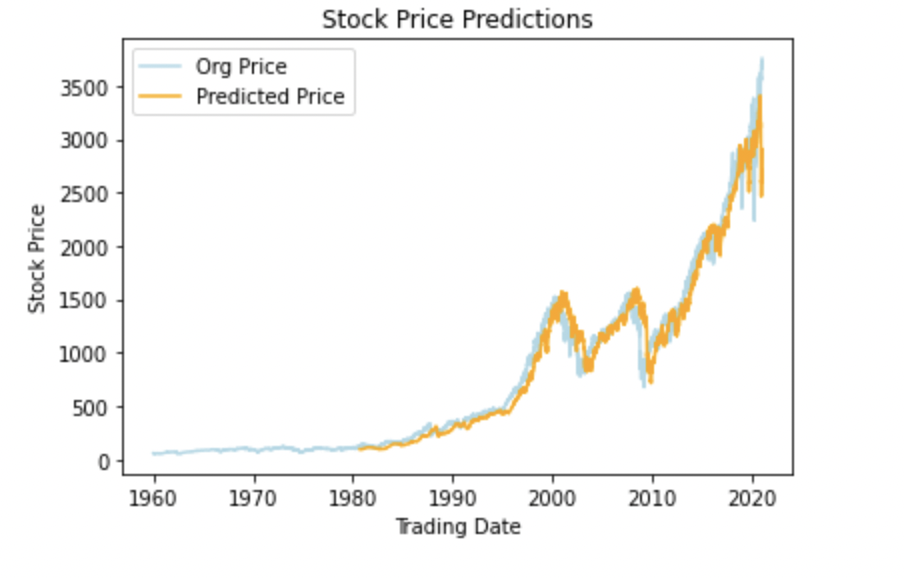 Stock Price Predictions
Org Price
Predicted Price
Stock Price
3500
3000
2500
2000
1500
1000
500
0
1960 1970 1980 1990 2000 2010 2020
Trading Date